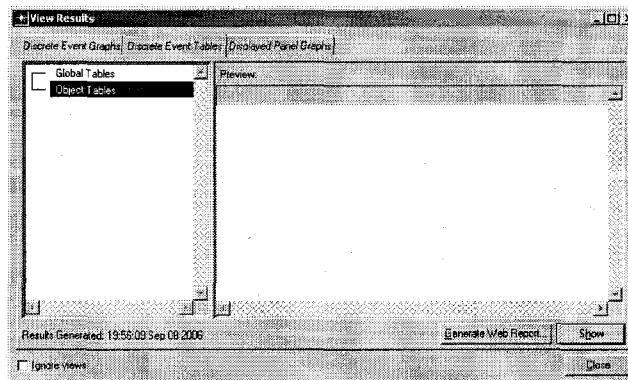 View Results
Discrete Event Graphs Discrete Event Tables Displayed Panel Graphs
Global Tables
Object Tables
Preview:
Results Generated: 19:56:09 Sep 08 2006
Generate Web Report... Show
Ignore views
Close